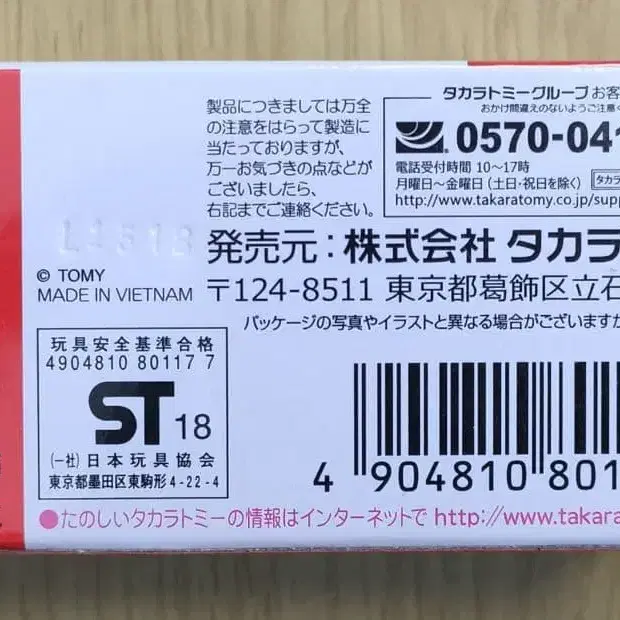 製品につきましては万全
の注意をはらって製造に
当たっておりますが、
万一お気づきの点などが
ございましたら、
右記までご連絡ください。
タカラトミーグループ お客
おかけ間違えのないようご注意く
0570-041
電話受付時間 10～17時
月曜日～金曜日 (土日・祝日を除く)
タカラ
http://www.takaratomy.co.jp/supp
発売元：株式会社 タカラ
© TOMY
MADE IN VIETNAM
〒124-8511 東京都葛飾区立石
パッケージの写真やイラストと異なる場合がございますが
玩具安全基準合格
4904810 80117 7
ST 18
(一社) 日本玩具協会
東京都墨田区東駒形4-22-4
4 904810 801
●たのしいタカラトミーの情報はインターネットで http://www.takara